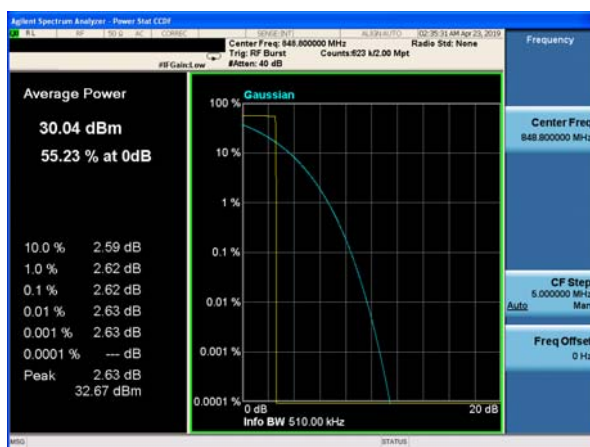 Agilent Spectrum Analyzer - Power Stat CCDF
RL RF 50 Ω AC CORREC SENSE:INT ALIGN AUTO 02:35:31 AM Apr 23, 2019
Center Freq: 848.800000 MHz Radio Std: None
Trig: RF Burst Counts:623 k/2.00 Mpt
#IFGain:Low #Atten: 40 dB
Frequency
Average Power
30.04 dBm
55.23 % at 0dB
10.0 % 2.59 dB
1.0 % 2.62 dB
0.1 % 2.62 dB
0.01 % 2.63 dB
0.001 % 2.63 dB
0.0001 % --- dB
Peak 2.63 dB
32.67 dBm
Gaussian
100 %
10 %
1 %
0.1 %
0.01 %
0.001 %
0.0001 %
0 dB 20 dB
Info BW 510.00 kHz
Center Freq
848.800000 MHz
CF Step
5.000000 MHz
Auto Man
Freq Offset
0 Hz
MSG STATUS